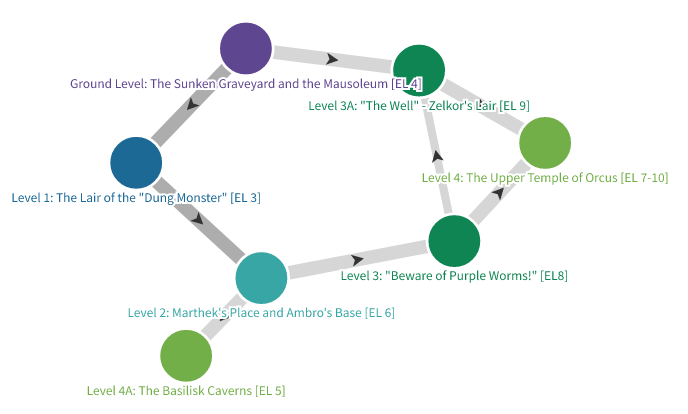 Ground Level: The Sunken Graveyard and the Mausoleum [EL 4]
Level 3A: "The Well" - Zelkor's Lair [EL 9]
Level 4: The Upper Temple of Orcus [EL 7-10]
Level 1: The Lair of the "Dung Monster" [EL 3]
Level 3: "Beware of Purple Worms!" [EL8]
Level 2: Marthek's Place and Ambro's Base [EL 6]
Level 4A: The Basilisk Caverns [EL 5]